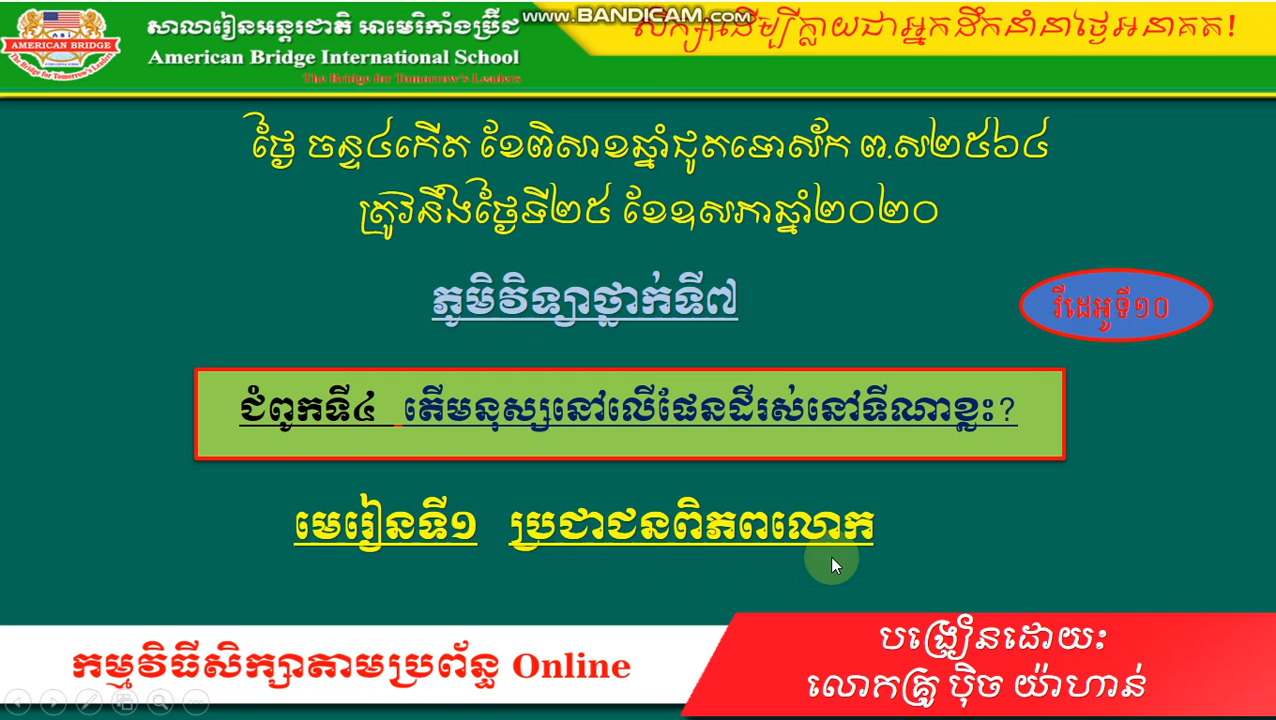 www.BANDICAM.com
សាលារៀនអន្តរជាតិ អាមេរិកាំងប្រ៊ីជ
American Bridge International School
The Bridge for Tomorrow's Leaders
សិក្សាដើម្បីក្លាយជាអ្នកដឹកនាំនាថ្ងៃអនាគត!
AMERICAN BRIDGE
ថ្ងៃ ចន្ទ៤កើត ខែពិសាខឆ្នាំជូតទោស័ក ព.ស២៥៦៤
ត្រូវនឹងថ្ងៃទី២៥ ខែឧសភាឆ្នាំ២០២០
ភូមិវិទ្យាថ្នាក់ទី៧
វីដេអូទី១០
ជំពូកទី៤ តើមនុស្សនៅលើផែនដីរស់នៅទីណាខ្លះ?
មេរៀនទី១ ប្រជាជនពិភពលោក
កម្មវិធីសិក្សាតាមប្រព័ន្ធ Online
បង្រៀនដោយៈ
លោកគ្រូ ប៉ិច យ៉ាហាន់